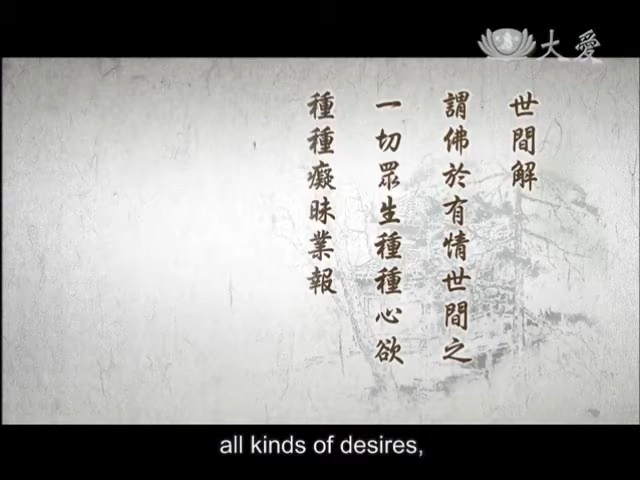 大愛
世間解
謂佛於有情世間之
一切眾生種種心欲
種種癡昧業報
all kinds of desires,